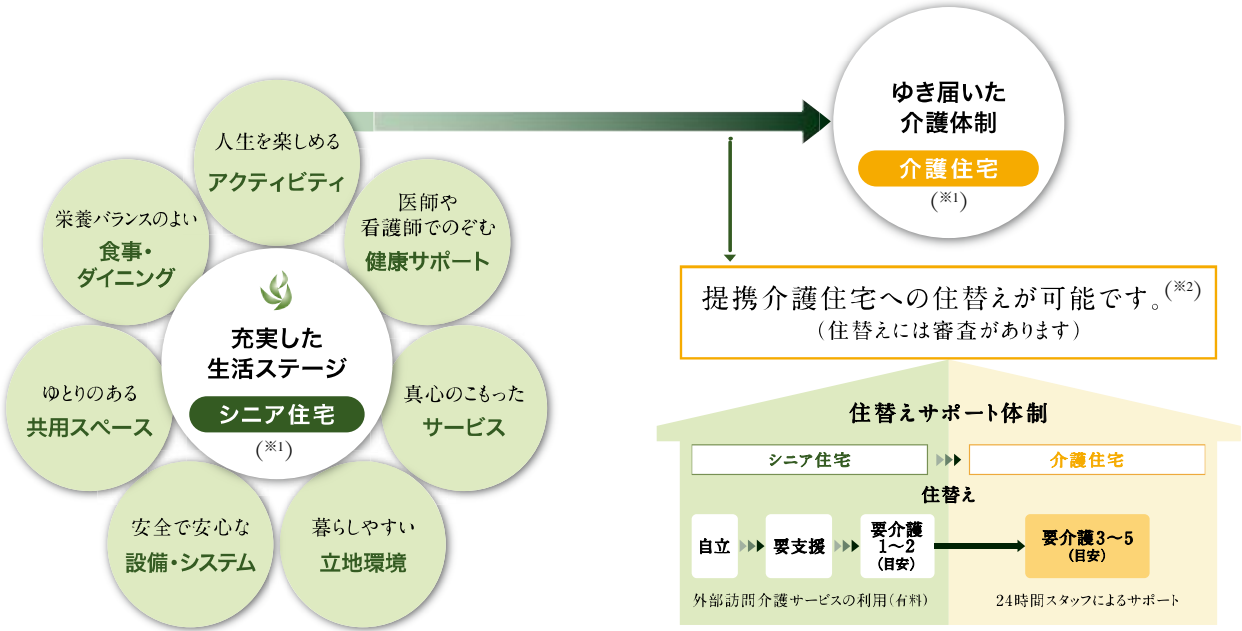 人生を楽しめる
アクティビティ
医師や
看護師でのぞむ
健康サポート
栄養バランスのよい
食事・
ダイニング
充実した
生活ステージ
シニア住宅
(※1)
ゆとりのある
共用スペース
真心のこもった
サービス
安全で安心な
設備・システム
暮らしやすい
立地環境
ゆき届いた
介護体制
介護住宅
(※1)
提携介護住宅への住替えが可能です。(※2)
(住替えには審査があります)
住替えサポート体制
シニア住宅
介護住宅
住替え
自立
要支援
要介護
1〜2
(目安)
要介護3〜5
(目安)
外部訪問介護サービスの利用(有料)
24時間スタッフによるサポート